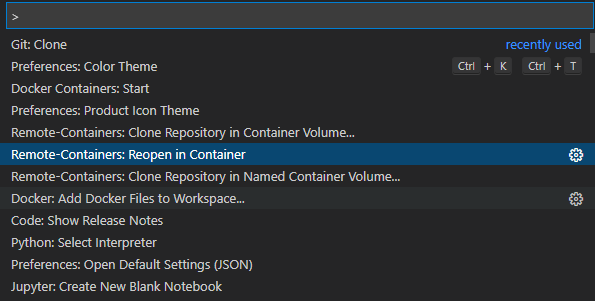 >
Git: Clone recently used
Preferences: Color Theme Ctrl + K Ctrl + T
Docker Containers: Start
Preferences: Product Icon Theme
Remote-Containers: Clone Repository in Container Volume...
Remote-Containers: Reopen in Container
Remote-Containers: Clone Repository in Named Container Volume...
Docker: Add Docker Files to Workspace...
Code: Show Release Notes
Python: Select Interpreter
Preferences: Open Default Settings (JSON)
Jupyter: Create New Blank Notebook